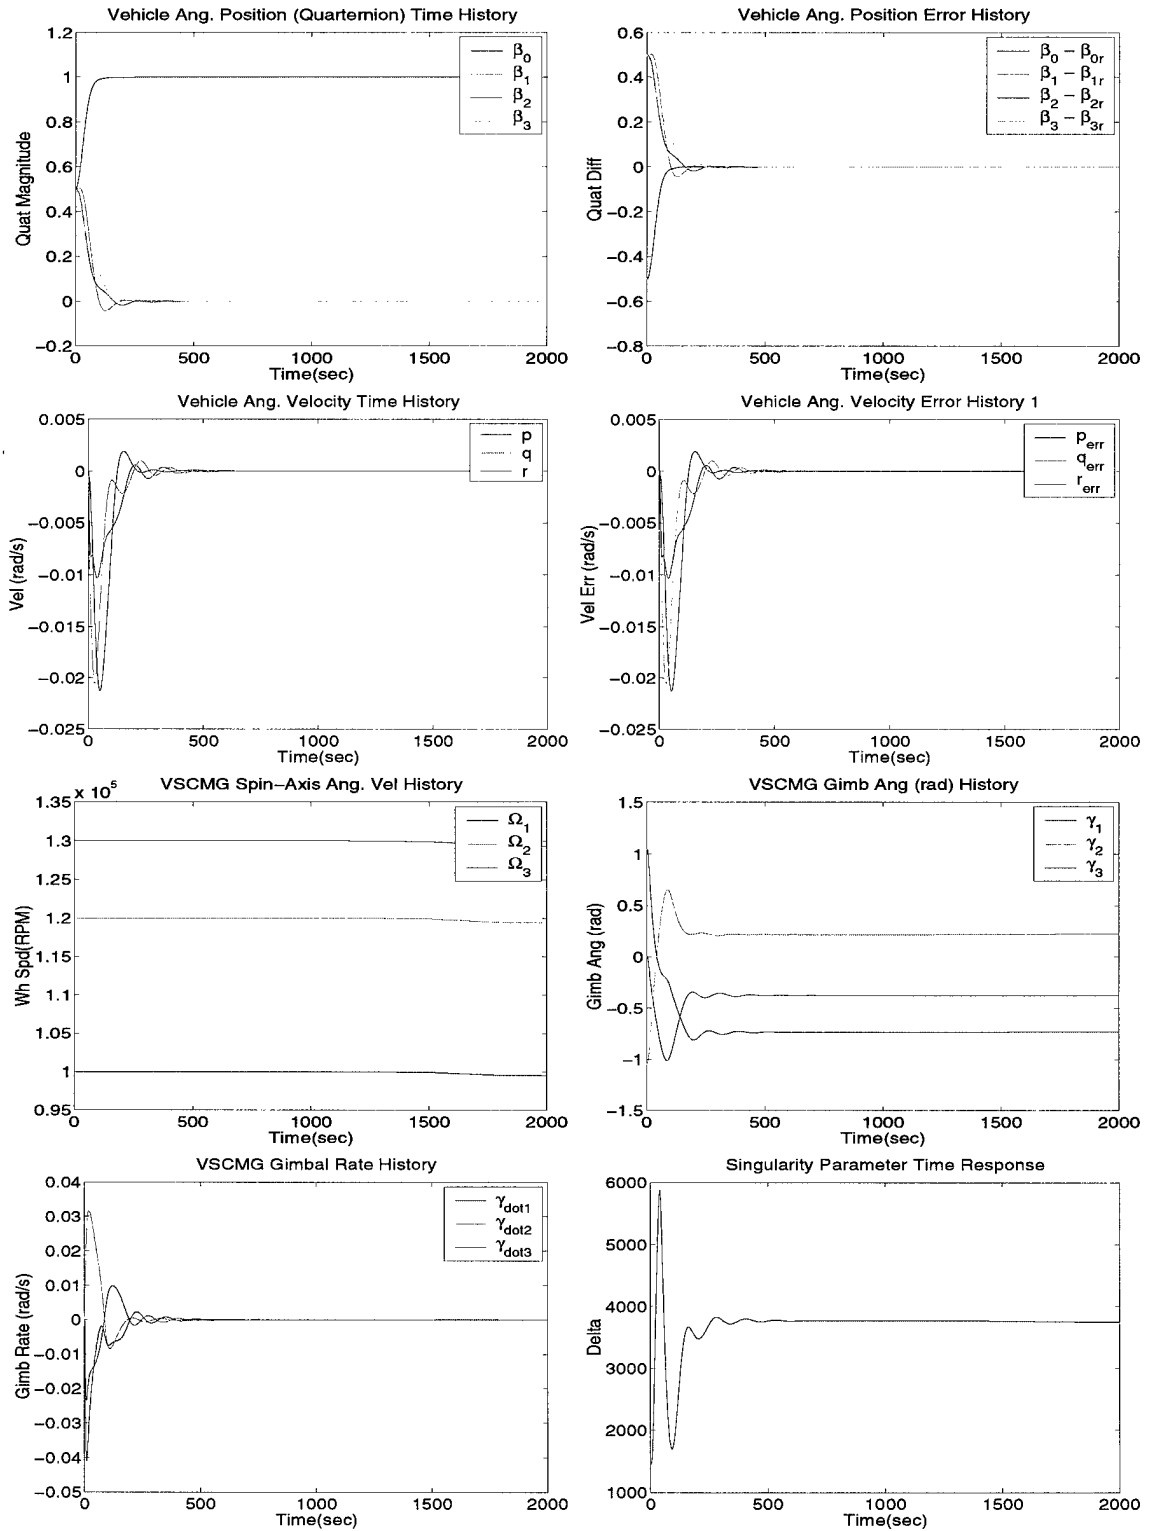 Vehicle Ang. Position (Quarternion) Time History
1.2
1
0.8
0.6
0.4
0.2
0
−0.2
Quat Magnitude
β0
β1
β2
β3
0
500
1000
1500
2000
Time(sec)
Vehicle Ang. Position Error History
0.6
0.4
0.2
0
−0.2
−0.4
−0.6
−0.8
Quat Diff
β0 − β0r
β1 − β1r
β2 − β2r
β3 − β3r
0
500
1000
1500
2000
Time(sec)
Vehicle Ang. Velocity Time History
0.005
0
−0.005
−0.01
−0.015
−0.02
−0.025
Vel (rad/s)
p
q
r
0
500
1000
1500
2000
Time(sec)
Vehicle Ang. Velocity Error History 1
0.005
0
−0.005
−0.01
−0.015
−0.02
−0.025
Vel Err (rad/s)
perr
qerr
rerr
0
500
1000
1500
2000
Time(sec)
VSCMG Spin−Axis Ang. Vel History
x 10^5
1.35
1.3
1.25
1.2
1.15
1.1
1.05
1
0.95
Wh Spd(RPM)
Ω1
Ω2
Ω3
0
500
1000
1500
2000
Time(sec)
VSCMG Gimb Ang (rad) History
1.5
1
0.5
0
−0.5
−1
−1.5
Gimb Ang (rad)
γ1
γ2
γ3
0
500
1000
1500
2000
Time(sec)
VSCMG Gimbal Rate History
0.04
0.03
0.02
0.01
0
−0.01
−0.02
−0.03
−0.04
−0.05
Gimb Rate (rad/s)
γdot1
γdot2
γdot3
0
500
1000
1500
2000
Time(sec)
Singularity Parameter Time Response
6000
5000
4000
3000
2000
1000
Delta
0
500
1000
1500
2000
Time(sec)